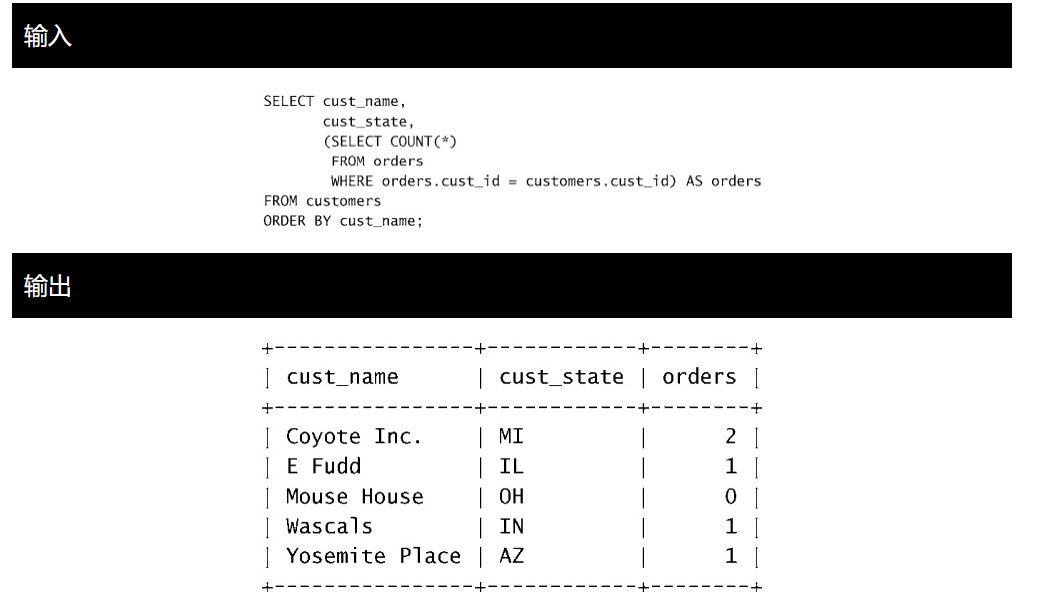 输入
SELECT cust_name,
       cust_state,
       (SELECT COUNT(*)
        FROM orders
        WHERE orders.cust_id = customers.cust_id) AS orders
FROM customers
ORDER BY cust_name;
输出
+----------------+------------+--------+
| cust_name      | cust_state | orders |
+----------------+------------+--------+
| Coyote Inc.    | MI         |      2 |
| E Fudd         | IL         |      1 |
| Mouse House    | OH         |      0 |
| Wascals        | IN         |      1 |
| Yosemite Place | AZ         |      1 |
+----------------+------------+--------+